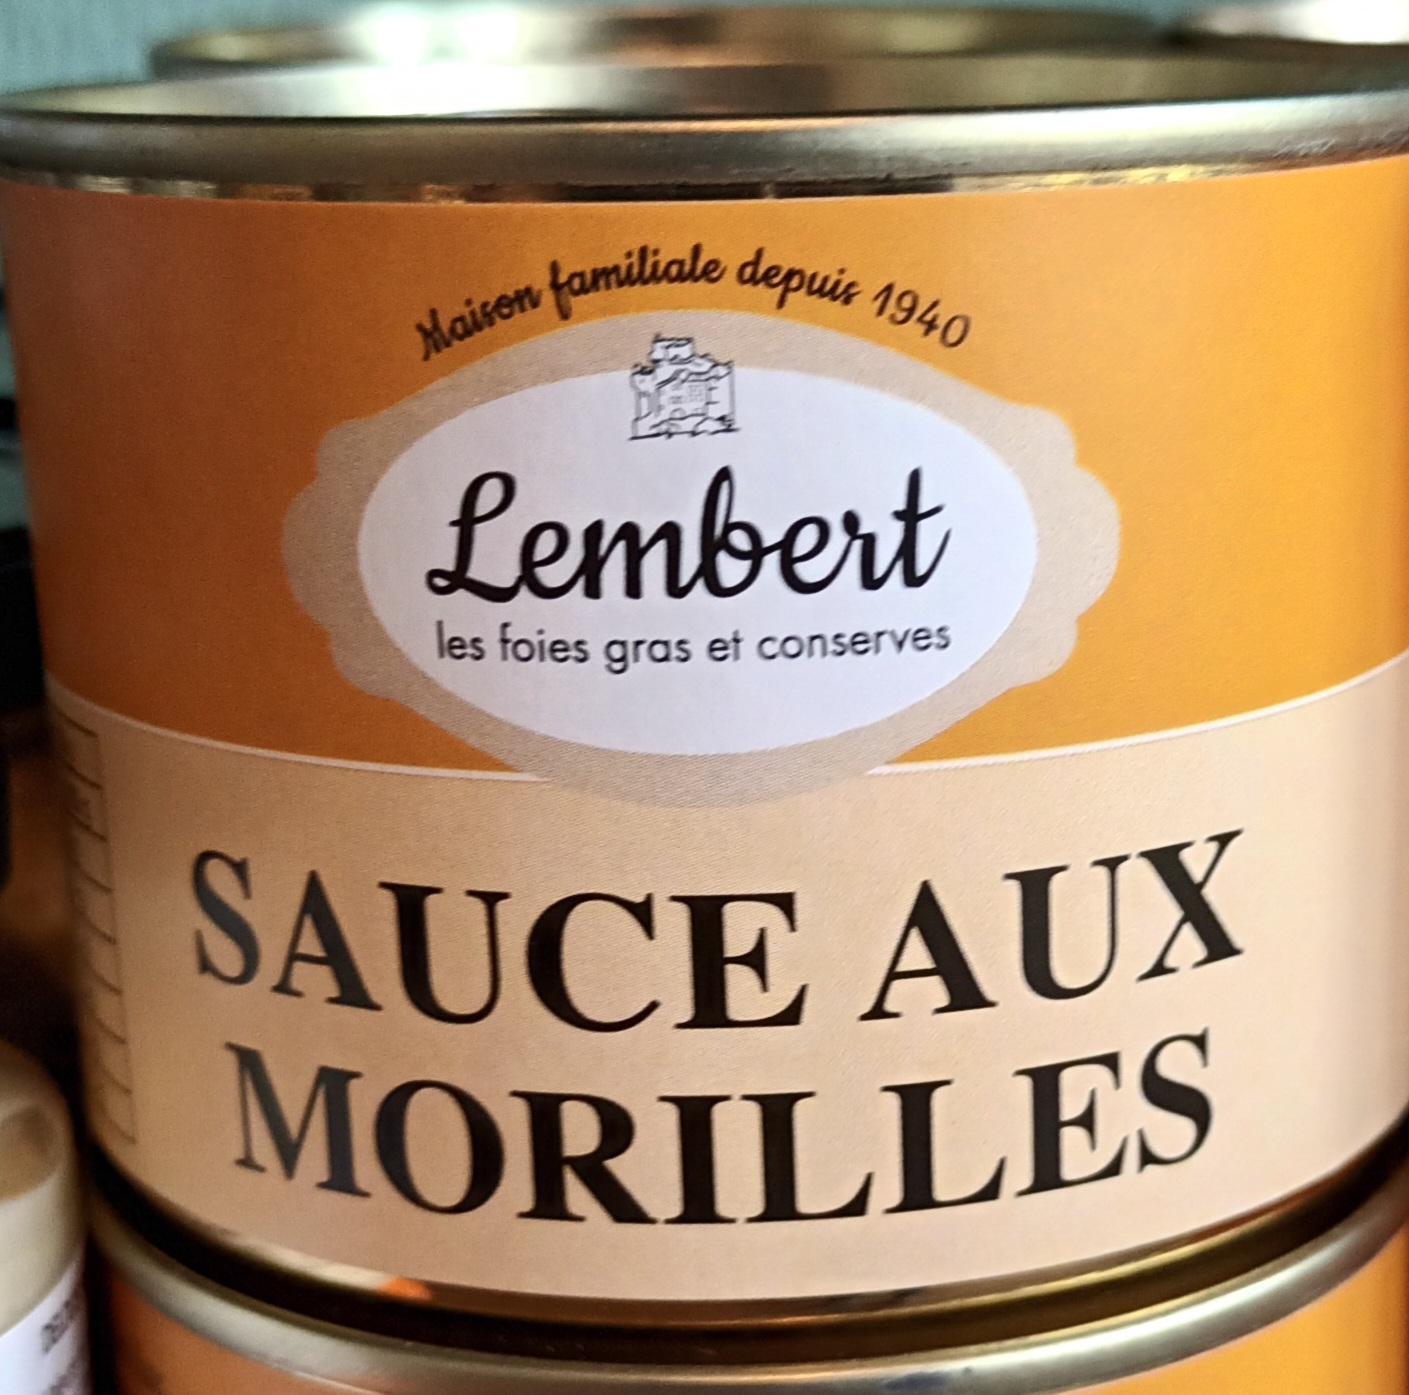 Maison familiale depuis 1940
Lembert
les foies gras et conserves
SAUCE AUX
MORILLES